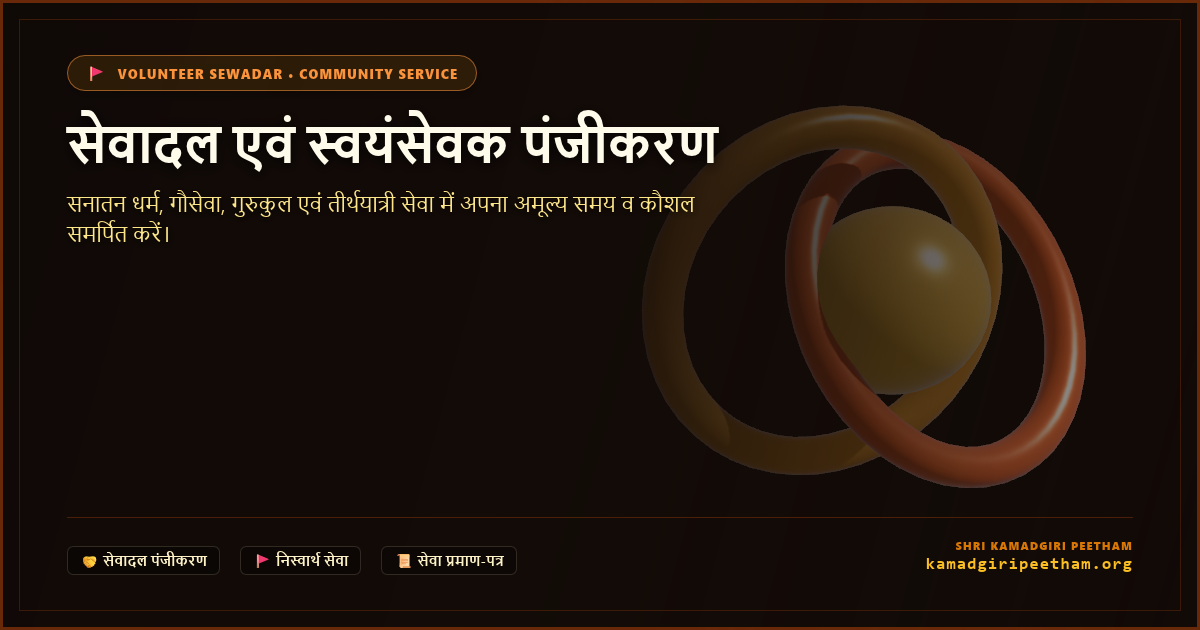 🚩 VOLUNTEER SEWADAR • COMMUNITY SERVICE
सेवादल एवं स्वयंसेवक पंजीकरण
सनातन धर्म, गौसेवा, गुरुकुल एवं तीर्थयात्री सेवा में अपना अमूल्य समय व कौशल
समर्पित करें।
🤝 सेवादल पंजीकरण
🚩 निस्वार्थ सेवा
📜 सेवा प्रमाण-पत्र
SHRI KAMADGIRI PEETHAM
kamadgiripeetham.org